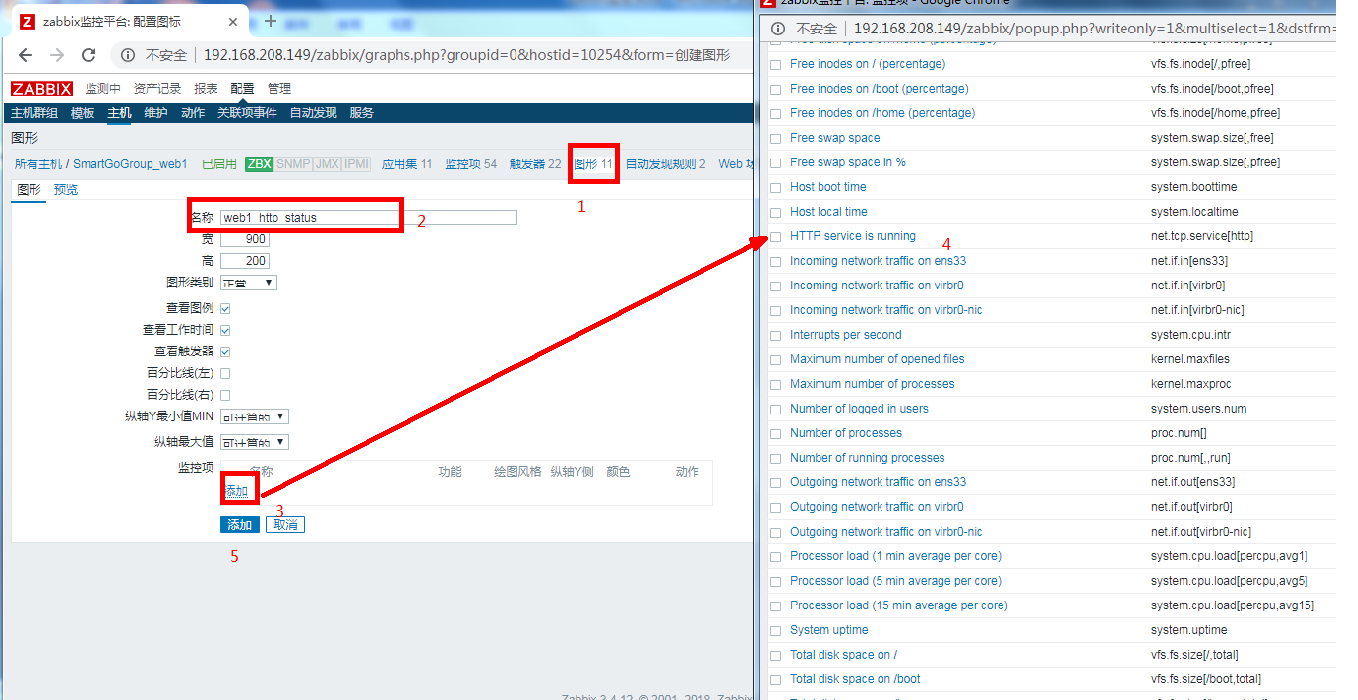 zabbix监控平台: 配置图标
不安全 192.168.208.149/zabbix/graphs.php?groupid=0&hostid=10254&form=创建图形
ZABBIX 监测中 资产记录 报表 配置 管理
主机群组 模板 主机 维护 动作 关联项事件 自动发现 服务
图形
所有主机 / SmartGoGroup_web1 已启用 ZBX SNMP JMX IPMI 应用集 11 监控项 54 触发器 22 图形 11 自动发现规则 2 Web
1
图形 预览
名称 web1_http_status
2
宽 900
高 200
图形类别 正常
查看图例
查看工作时间
查看触发器
百分比线(左)
百分比线(右)
纵轴Y最小值MIN 可计算的
纵轴最大值 可计算的
监控项 名称 功能 绘图风格 纵轴Y侧 颜色 动作
添加
3
添加 取消
5
Zabbix 3.4.12. © 2001–2018, Zabbix
zabbix监控平台: 监控项 - Google Chrome
不安全 192.168.208.149/zabbix/popup.php?writeonly=1&multiselect=1&dstfrm=
Free disk space on /home (percentage)
Free inodes on / (percentage) vfs.fs.inode[/,pfree]
Free inodes on /boot (percentage) vfs.fs.inode[/boot,pfree]
Free inodes on /home (percentage) vfs.fs.inode[/home,pfree]
Free swap space system.swap.size[,free]
Free swap space in % system.swap.size[,pfree]
Host boot time system.boottime
Host local time system.localtime
HTTP service is running net.tcp.service[http]
4
Incoming network traffic on ens33 net.if.in[ens33]
Incoming network traffic on virbr0 net.if.in[virbr0]
Incoming network traffic on virbr0-nic net.if.in[virbr0-nic]
Interrupts per second system.cpu.intr
Maximum number of opened files kernel.maxfiles
Maximum number of processes kernel.maxproc
Number of logged in users system.users.num
Number of processes proc.num[]
Number of running processes proc.num[,,run]
Outgoing network traffic on ens33 net.if.out[ens33]
Outgoing network traffic on virbr0 net.if.out[virbr0]
Outgoing network traffic on virbr0-nic net.if.out[virbr0-nic]
Processor load (1 min average per core) system.cpu.load[percpu,avg1]
Processor load (5 min average per core) system.cpu.load[percpu,avg5]
Processor load (15 min average per core) system.cpu.load[percpu,avg15]
System uptime system.uptime
Total disk space on / vfs.fs.size[/,total]
Total disk space on /boot vfs.fs.size[/boot,total]